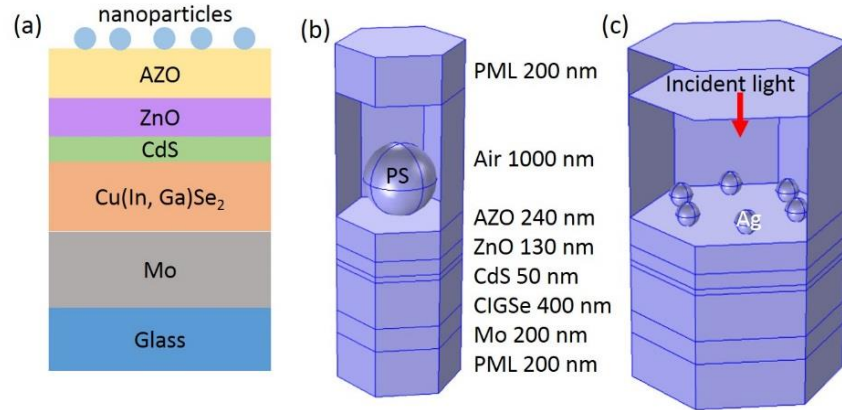 (a)
nanoparticles
AZO
ZnO
CdS
Cu(In, Ga)Se₂
Mo
Glass
(b)
PS
PML 200 nm
Air 1000 nm
AZO 240 nm
ZnO 130 nm
CdS 50 nm
CIGSe 400 nm
Mo 200 nm
PML 200 nm
(c)
Incident light
Ag